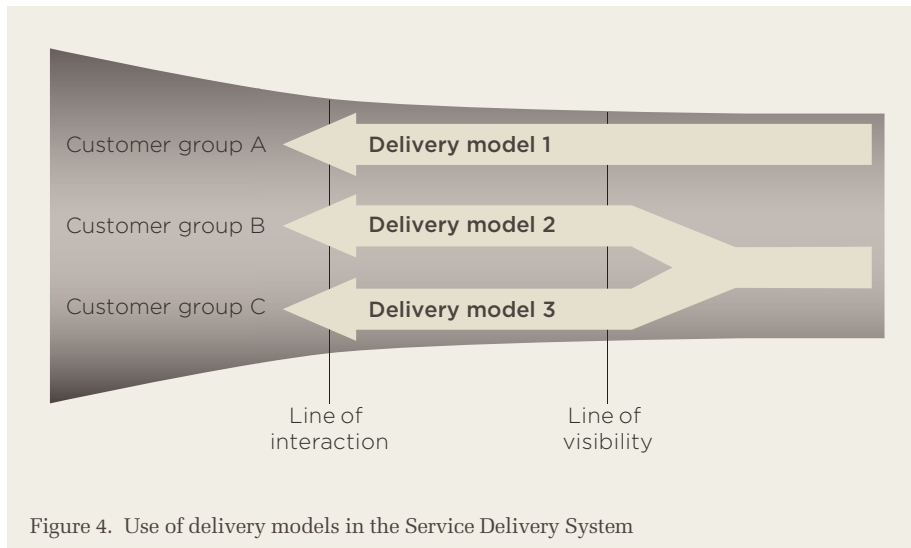 Customer group A
Delivery model 1
Customer group B
Delivery model 2
Customer group C
Delivery model 3
Line of
interaction
Line of
visibility
Figure 4. Use of delivery models in the Service Delivery System